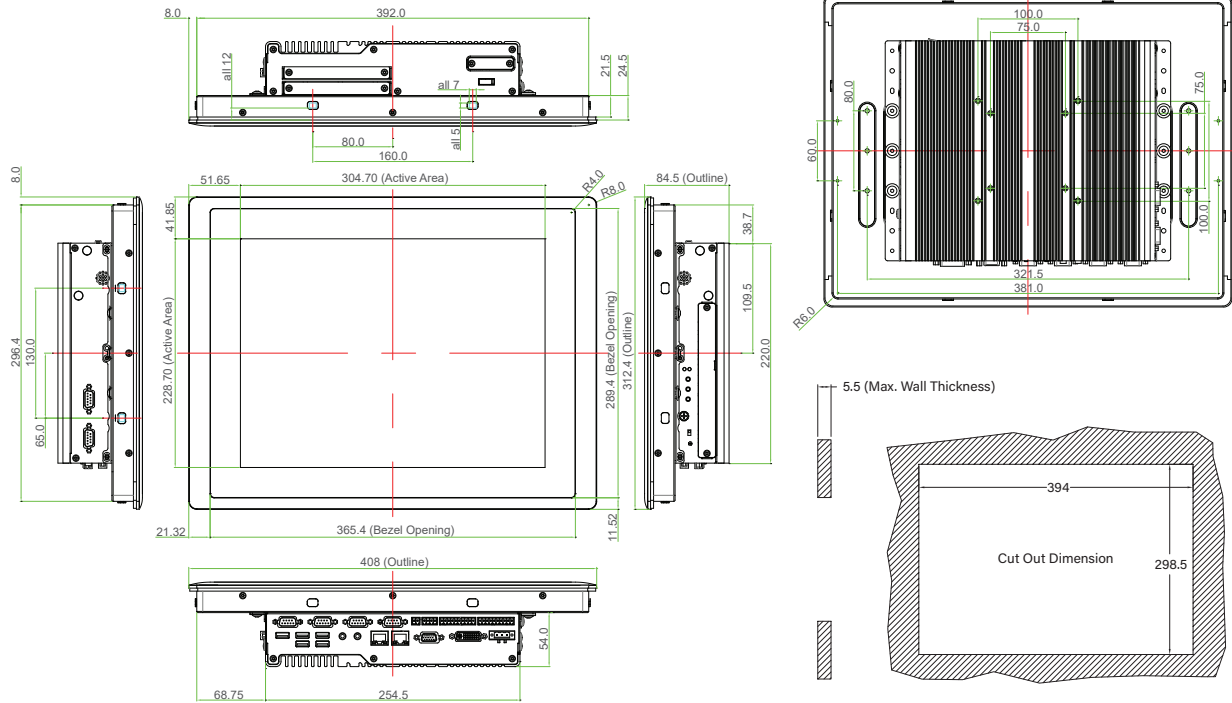 8.0
392.0
all 12
all 7
21.5
24.5
all 5
80.0
160.0
100.0
75.0
80.0
60.0
75.0
100.0
321.5
381.0
R6.0
8.0
296.4
130.0
65.0
51.65
304.70 (Active Area)
R4.0
R8.0
41.85
228.70 (Active Area)
289.4 (Bezel Opening)
312.4 (Outline)
21.32
365.4 (Bezel Opening)
11.52
84.5 (Outline)
38.7
109.5
220.0
5.5 (Max. Wall Thickness)
394
Cut Out Dimension
298.5
408 (Outline)
54.0
68.75
254.5